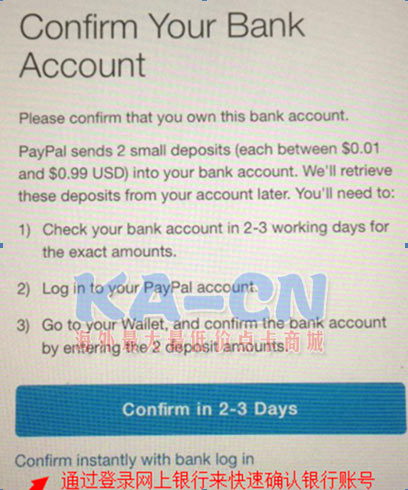 Confirm Your Bank
Account
Please confirm that you own this bank account.
PayPal sends 2 small deposits (each between $0.01
and $0.99 USD) into your bank account. We'll retrieve
these deposits from your account later. You'll need to:
1) Check your bank account in 2-3 working days for
the exact amounts.
2) Log in to your PayPal account.
KA-CN
3) Go to your Wallet, and confirm the bank account
海外最大最低价点卡商城
by entering the 2 deposit amounts.
Confirm in 2-3 Days
Confirm instantly with bank log in
通过登录网上银行来快速确认银行账号